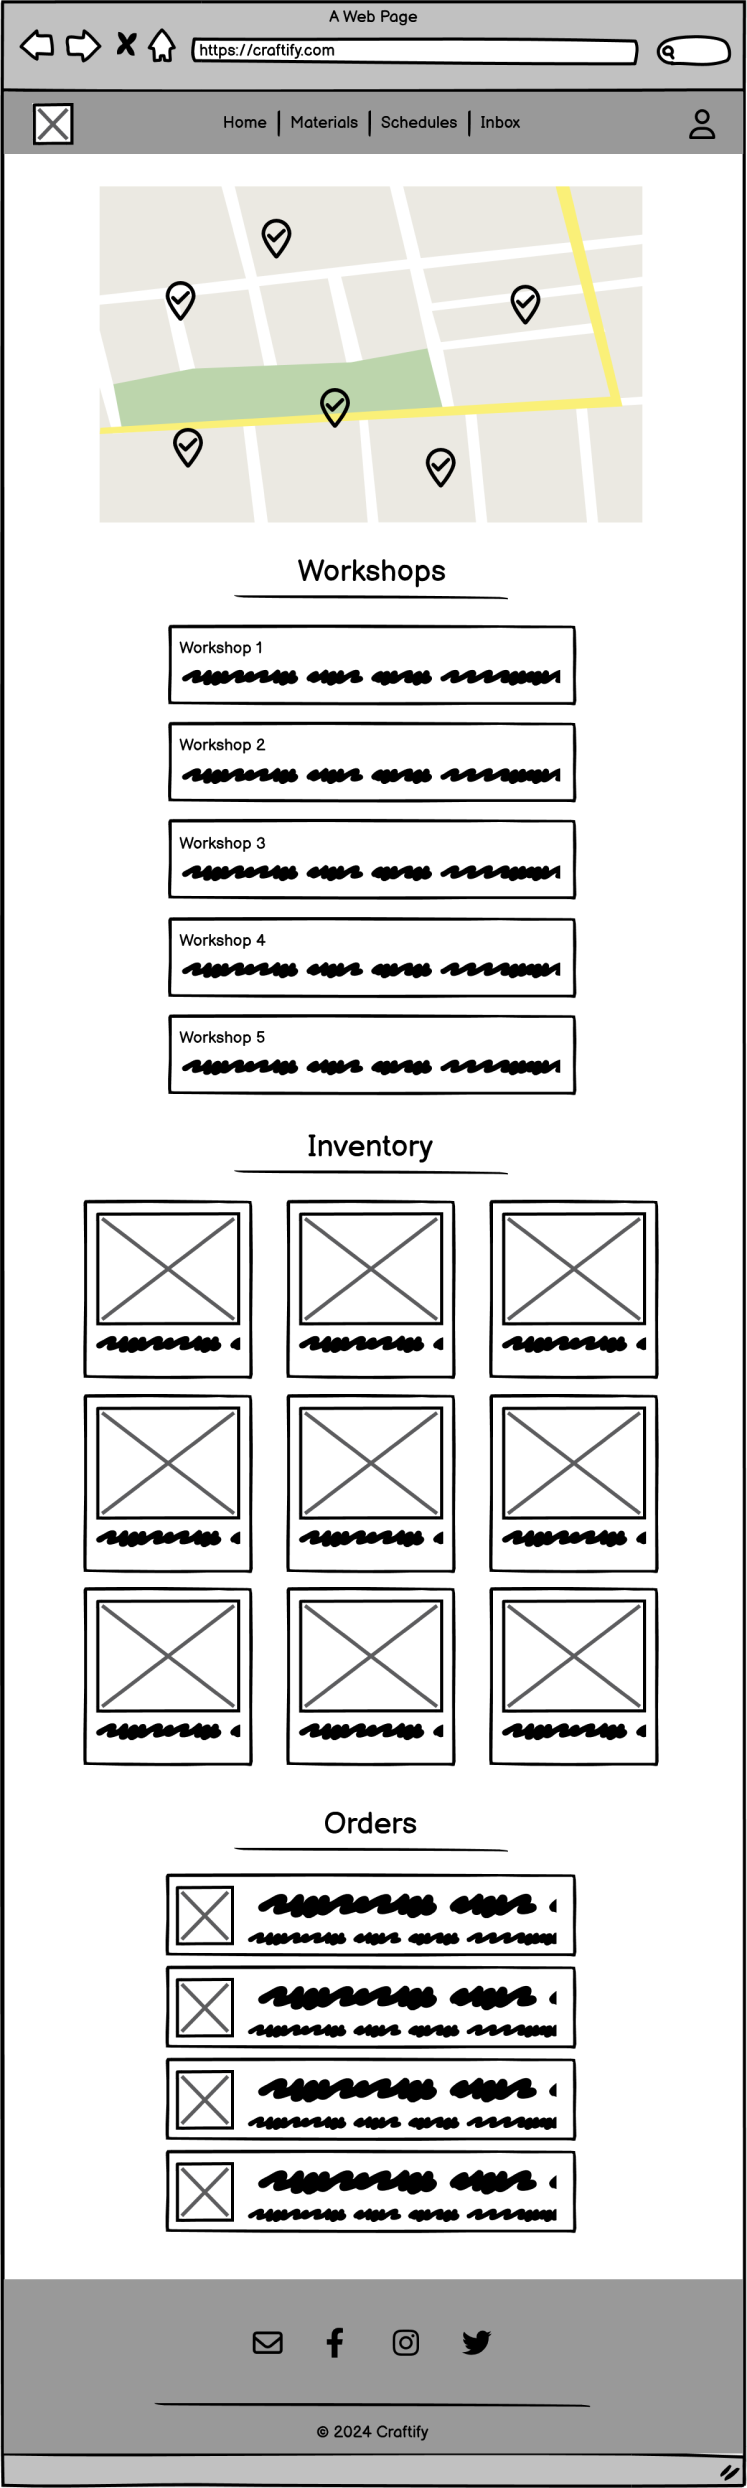 A Web Page
https://craftify.com
Home
Materials
Schedules
Inbox
Workshops
Workshop 1
Workshop 2
Workshop 3
Workshop 4
Workshop 5
Inventory
Orders
© 2024 Craftify